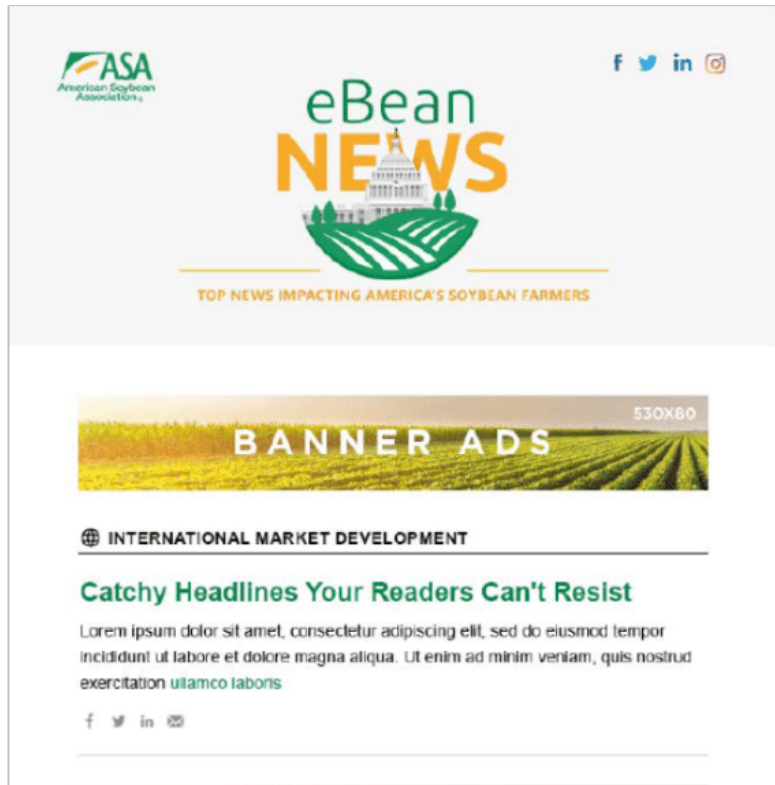 ASA
American Soybean
Association®
eBean
NEWS
TOP NEWS IMPACTING AMERICA'S SOYBEAN FARMERS
530X80
BANNER ADS
INTERNATIONAL MARKET DEVELOPMENT
Catchy Headlines Your Readers Can't Resist
Lorem ipsum dolor sit amet, consectetur adipiscing elit, sed do eiusmod tempor
incididunt ut labore et dolore magna aliqua. Ut enim ad minim veniam, quis nostrud
exercitation ullamco laboris